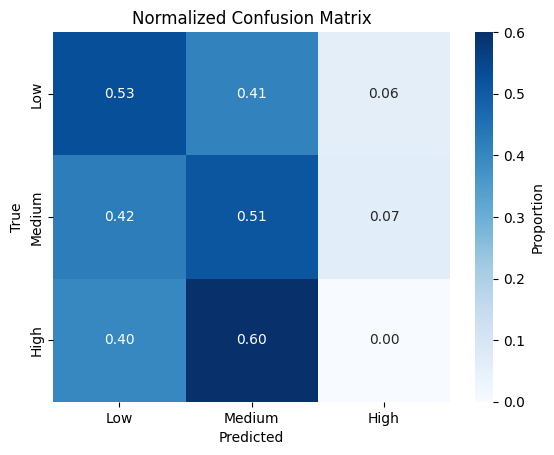 Normalized Confusion Matrix
True
Low
0.53 0.41 0.06
Medium
0.42 0.51 0.07
High
0.40 0.60 0.00
Low Medium High
Predicted
0.6
0.5
0.4
0.3
0.2
0.1
0.0
Proportion